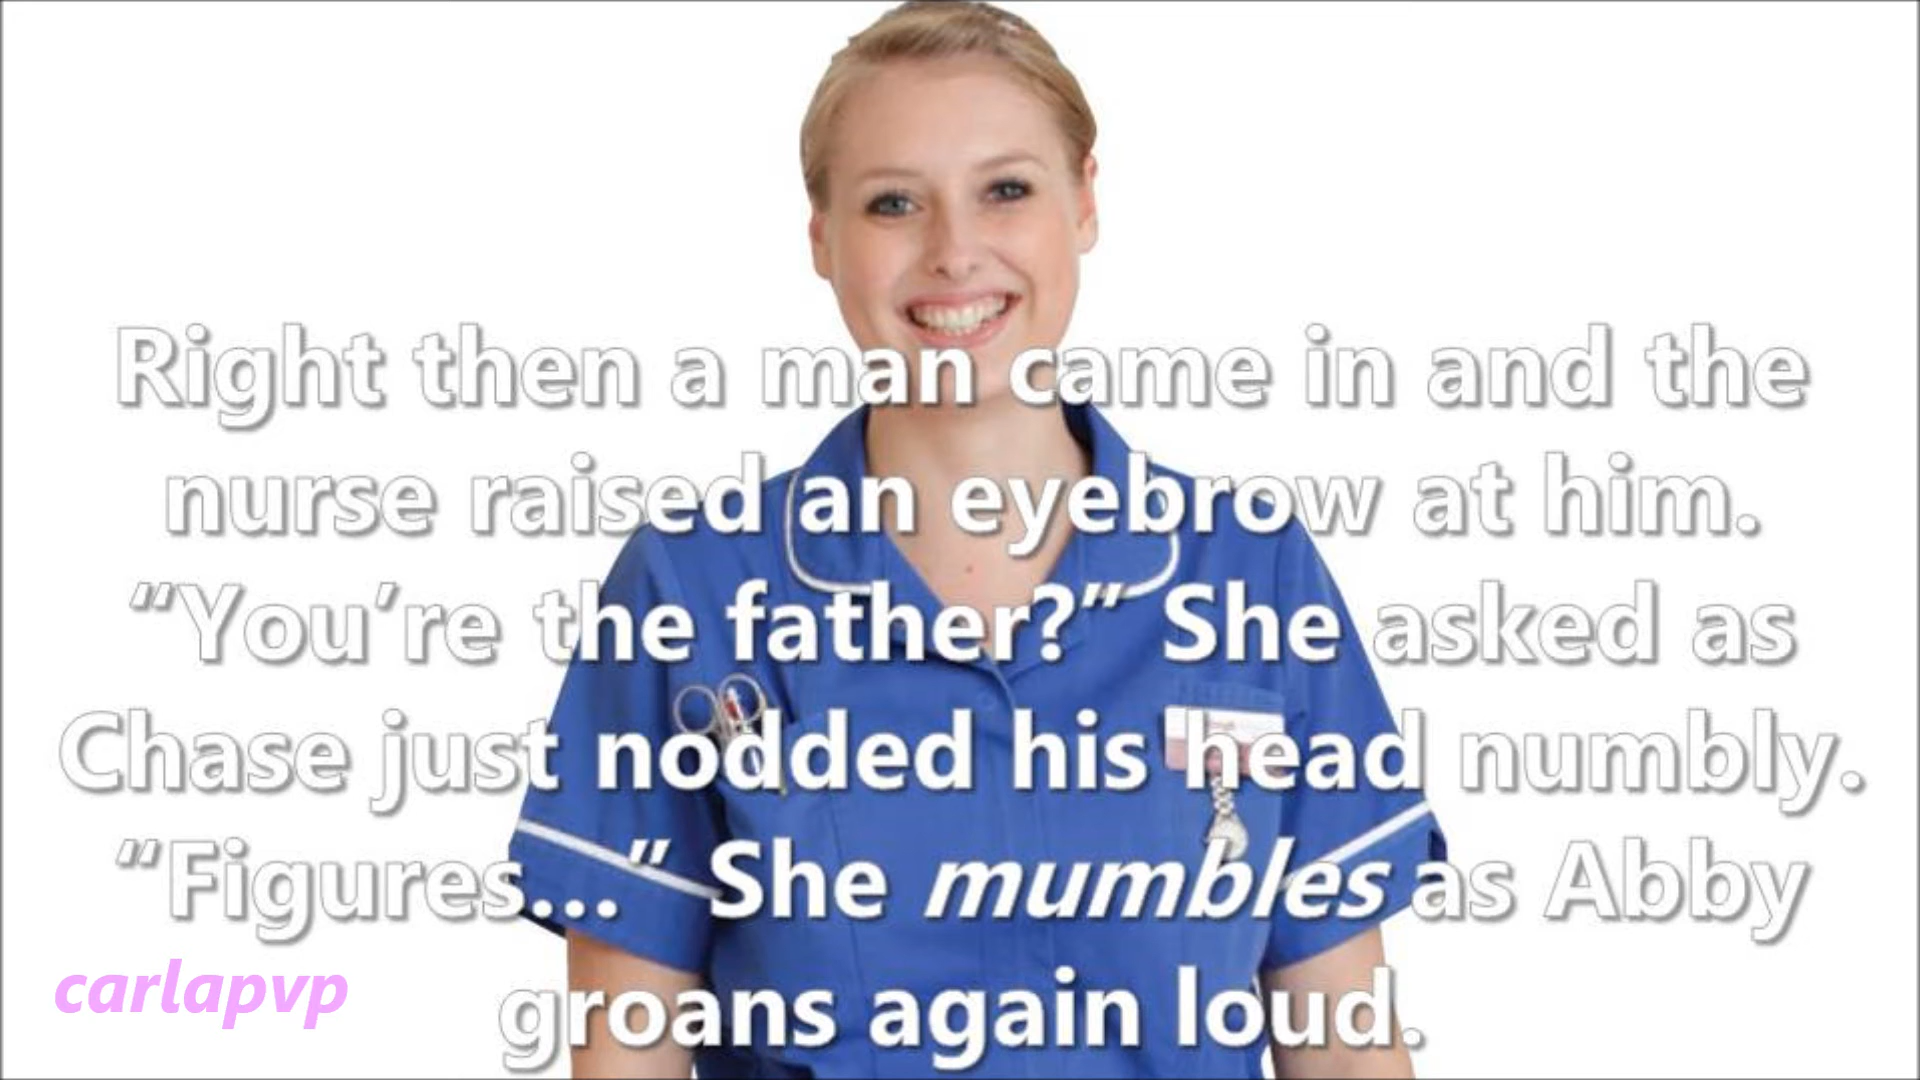 Right then a man came in and the
nurse raised an eyebrow at him.
“You’re the father?” She asked as
Chase just nodded his head numbly.
“Figures...” She mumbles as Abby
groans again loud.
carlapvp